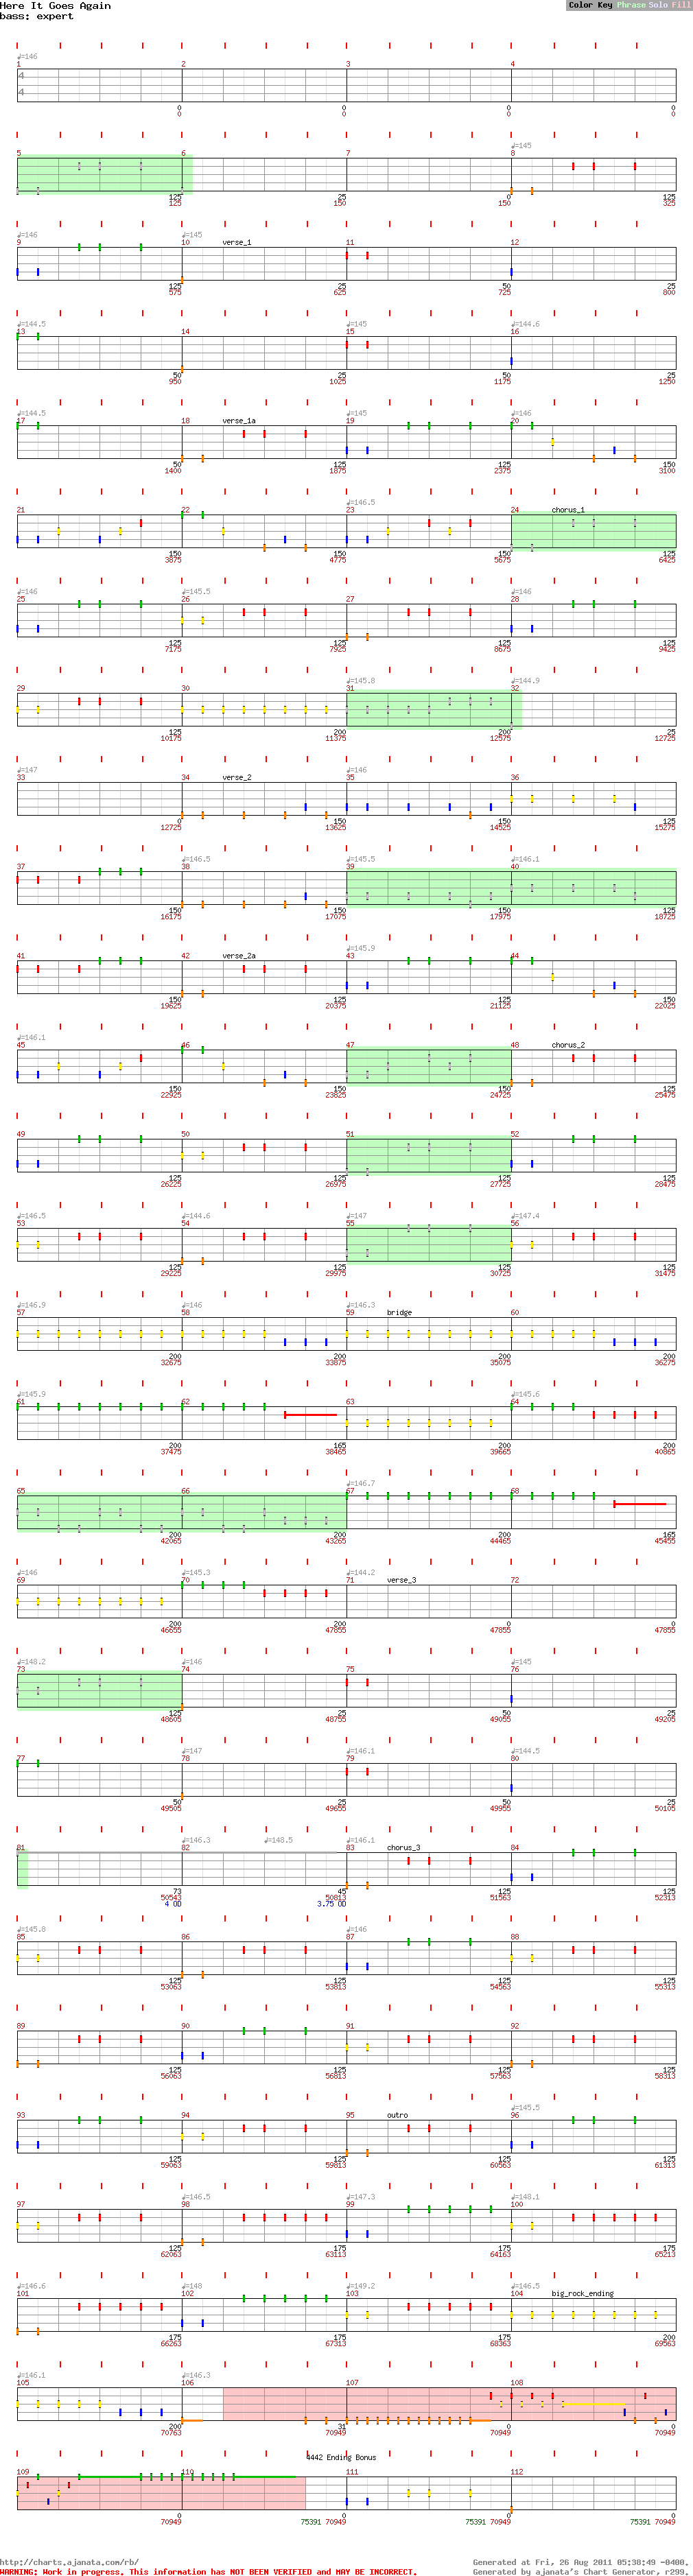 Here It Goes Again
bass: expert
Color Key Phrase Solo Fill
♩=146
1 2 3 4
4
4
0 0 0 0
0 0 0 0
♩=145
5 6 7 8
125 25 0 125
125 150 150 325
♩=146 ♩=145
9 10 verse_1 11 12
125 25 50 25
575 625 725 800
♩=144.5 ♩=145 ♩=144.6
13 14 15 16
50 25 50 25
950 1025 1175 1250
♩=144.5 ♩=145 ♩=146
17 18 verse_1a 19 20
50 125 125 150
1400 1875 2375 3100
♩=146.5
21 22 23 24 chorus_1
150 150 150 125
3875 4775 5675 6425
♩=146 ♩=145.5 ♩=146
25 26 27 28
125 125 125 125
7175 7925 8675 9425
♩=145.8 ♩=144.9
29 30 31 32
125 200 200 25
10175 11375 12575 12725
♩=147 ♩=146
33 34 verse_2 35 36
0 150 150 125
12725 13625 14525 15275
♩=146.5 ♩=145.5 ♩=146.1
37 38 39 40
150 150 150 125
16175 17075 17975 18725
♩=145.9
41 42 verse_2a 43 44
150 125 125 150
19625 20375 21125 22025
♩=146.1
45 46 47 48 chorus_2
150 150 150 125
22925 23825 24725 25475
49 50 51 52
125 125 125 125
26225 26975 27725 28475
♩=146.5 ♩=144.6 ♩=147 ♩=147.4
53 54 55 56
125 125 125 125
29225 29975 30725 31475
♩=146.9 ♩=146 ♩=146.3
57 58 59 bridge 60
200 200 200 200
32675 33875 35075 36275
♩=145.9 ♩=145.6
61 62 63 64
200 165 200 200
37475 38465 39665 40865
♩=146.7
65 66 67 68
200 200 200 165
42065 43265 44465 45455
♩=146 ♩=145.3 ♩=144.2
69 70 71 verse_3 72
200 200 0 0
46655 47855 47855 47855
♩=148.2 ♩=146 ♩=145
73 74 75 76
125 25 50 25
48605 48755 49055 49205
♩=147 ♩=146.1 ♩=144.5
77 78 79 80
50 25 50 25
49505 49655 49955 50105
♩=146.3 ♩=148.5 ♩=146.1
81 82 83 chorus_3 84
73 45 125 125
50543 50813 51563 52313
4 OD 3.75 OD
♩=145.8 ♩=146
85 86 87 88
125 125 125 125
53063 53813 54563 55313
89 90 91 92
125 125 125 125
56063 56813 57563 58313
♩=145.5
93 94 95 outro 96
125 125 125 125
59063 59813 60563 61313
♩=146.5 ♩=147.3 ♩=148.1
97 98 99 100
125 175 175 175
62063 63113 64163 65213
♩=146.6 ♩=148 ♩=149.2 ♩=146.5
101 102 103 104 big_rock_ending
175 175 175 200
66263 67313 68363 69563
♩=146.1 ♩=146.3
105 106 107 108
200 31 0 0
70763 70949 70949 70949
4442 Ending Bonus
109 110 111 112
0 0 0 0
70949 75391 70949 75391 70949 75391 70949
http://charts.ajanata.com/rb/
WARNING: Work in progress. This information has NOT BEEN VERIFIED and MAY BE INCORRECT.
Generated at Fri, 26 Aug 2011 05:38:49 -0400.
Generated by ajanata's Chart Generator, r299.